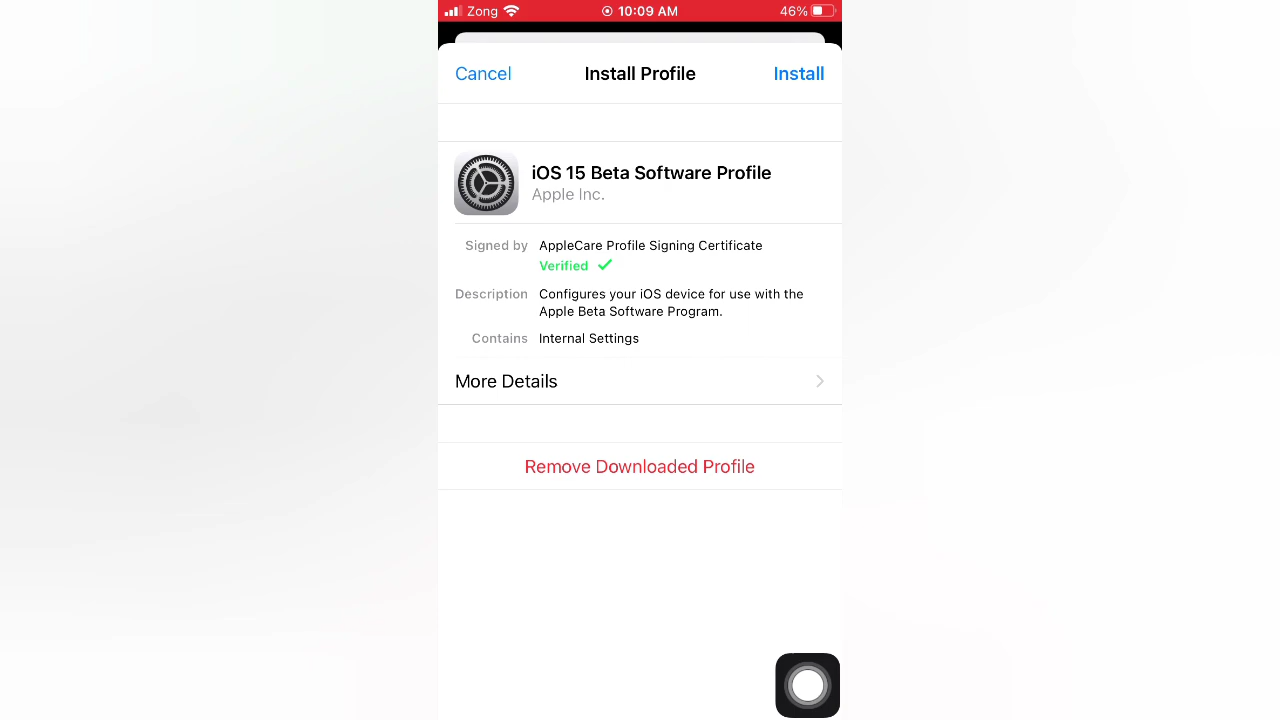 Zong 10:09 AM 46%
Cancel Install Profile Install
iOS 15 Beta Software Profile
Apple Inc.
Signed by AppleCare Profile Signing Certificate
Verified
Description Configures your iOS device for use with the
Apple Beta Software Program.
Contains Internal Settings
More Details
Remove Downloaded Profile